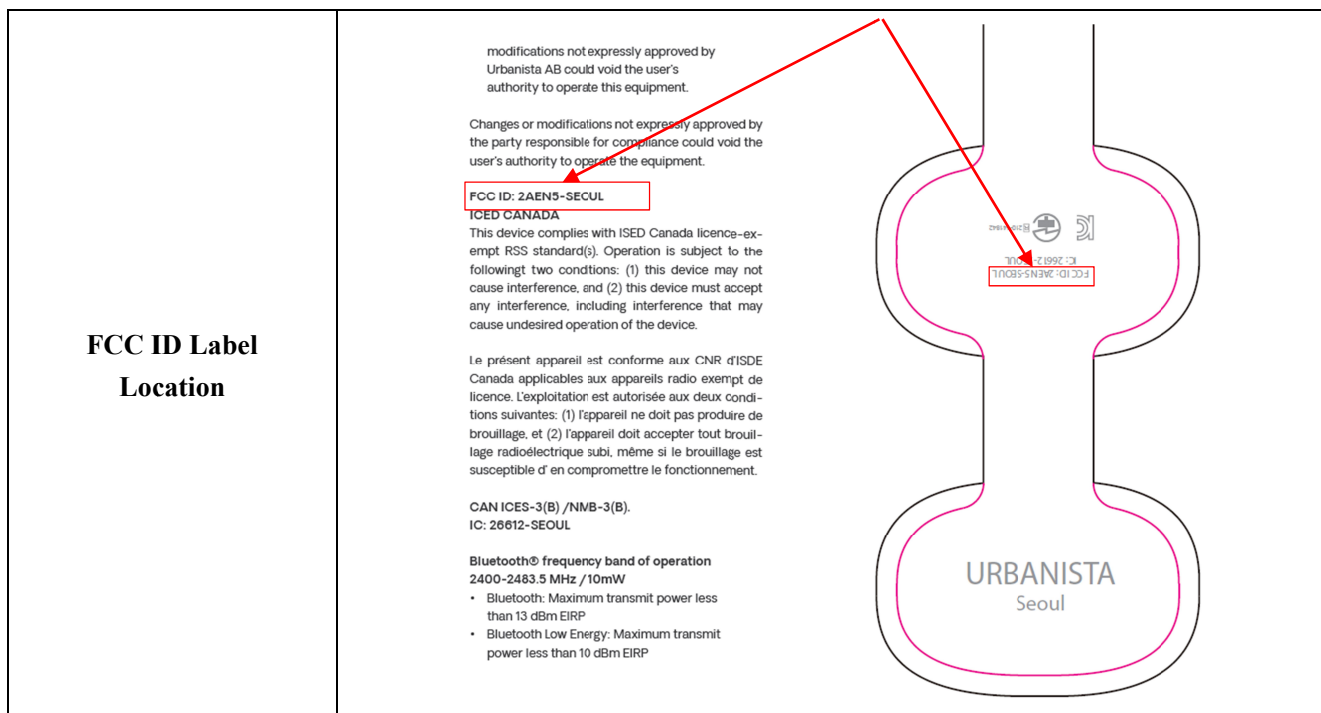 FCC ID Label
Location
modifications not expressly approved by
Urbanista AB could void the user's
authority to operate this equipment.
Changes or modifications not expressly approved by
the party responsible for compliance could void the
user's authority to operate the equipment.
FCC ID: 2AEN5-SEOUL
ICED CANADA
This device complies with ISED Canada licence-ex-
empt RSS standard(s). Operation is subject to the
followingt two condtions: (1) this device may not
cause interference, and (2) this device must accept
any interference, including interference that may
cause undesired operation of the device.
Le présent appareil est conforme aux CNR d'ISDE
Canada applicables aux appareils radio exempt de
licence. L'exploitation est autorisée aux deux condi-
tions suivantes: (1) l'appareil ne doit pas produire de
brouillage, et (2) l'appareil doit accepter tout brouil-
lage radioélectrique subi, même si le brouillage est
susceptible d' en compromettre le fonctionnement.
CAN ICES-3(B) /NMB-3(B).
IC: 26612-SEOUL
Bluetooth® frequency band of operation
2400-2483.5 MHz /10mW
• Bluetooth: Maximum transmit power less
than 13 dBm EIRP
• Bluetooth Low Energy: Maximum transmit
power less than 10 dBm EIRP
FCC ID: 2AEN5-SEOUL
IC: 26612-SEOUL
URBANISTA
Seoul